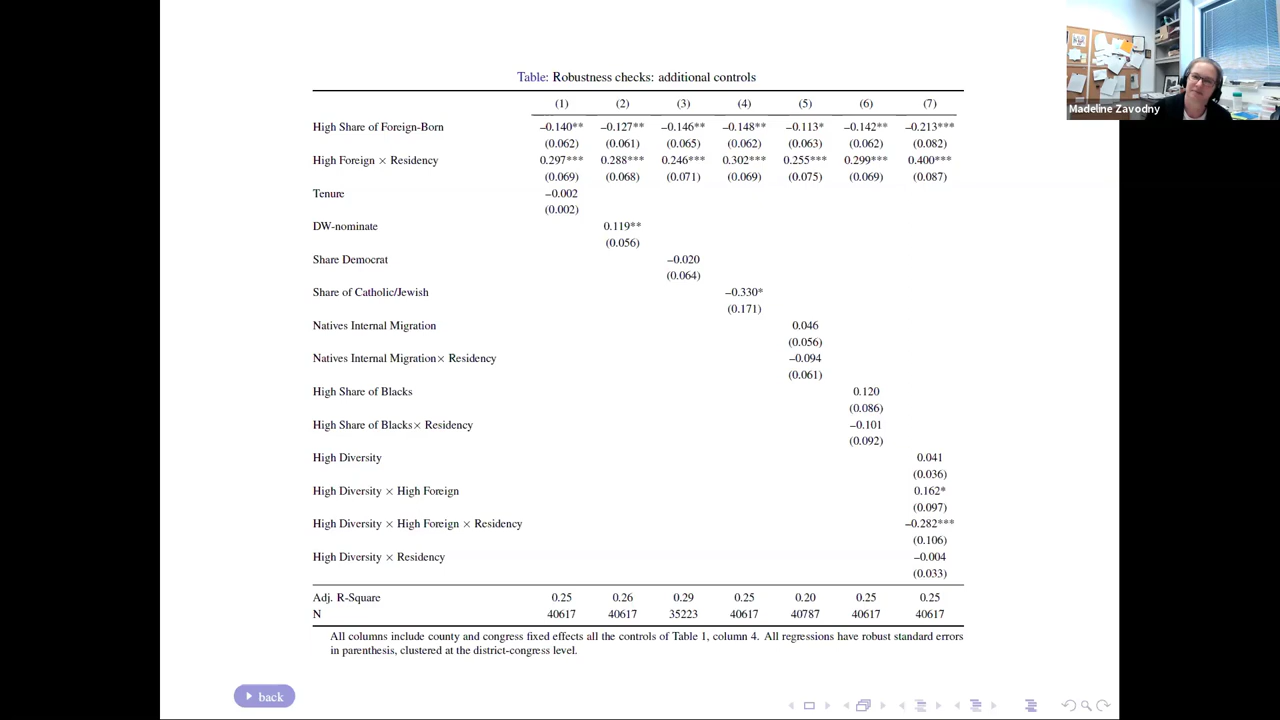 Madeline Zavodny
Table: Robustness checks: additional controls
(1) (2) (3) (4) (5) (6) (7)
High Share of Foreign-Born −0.140** −0.127** −0.146** −0.148** −0.113* −0.142** −0.213***
(0.062) (0.061) (0.065) (0.062) (0.063) (0.062) (0.082)
High Foreign × Residency 0.297*** 0.288*** 0.246*** 0.302*** 0.255*** 0.299*** 0.400***
(0.069) (0.068) (0.071) (0.069) (0.075) (0.069) (0.087)
Tenure −0.002
(0.002)
DW-nominate 0.119**
(0.056)
Share Democrat −0.020
(0.064)
Share of Catholic/Jewish −0.330*
(0.171)
Natives Internal Migration 0.046
(0.056)
Natives Internal Migration× Residency −0.094
(0.061)
High Share of Blacks 0.120
(0.086)
High Share of Blacks× Residency −0.101
(0.092)
High Diversity 0.041
(0.036)
High Diversity × High Foreign 0.162*
(0.097)
High Diversity × High Foreign × Residency −0.282***
(0.106)
High Diversity × Residency −0.004
(0.033)
Adj. R-Square 0.25 0.26 0.29 0.25 0.20 0.25 0.25
N 40617 40617 35223 40617 40787 40617 40617
All columns include county and congress fixed effects all the controls of Table 1, column 4. All regressions have robust standard errors
in parenthesis, clustered at the district-congress level.
back